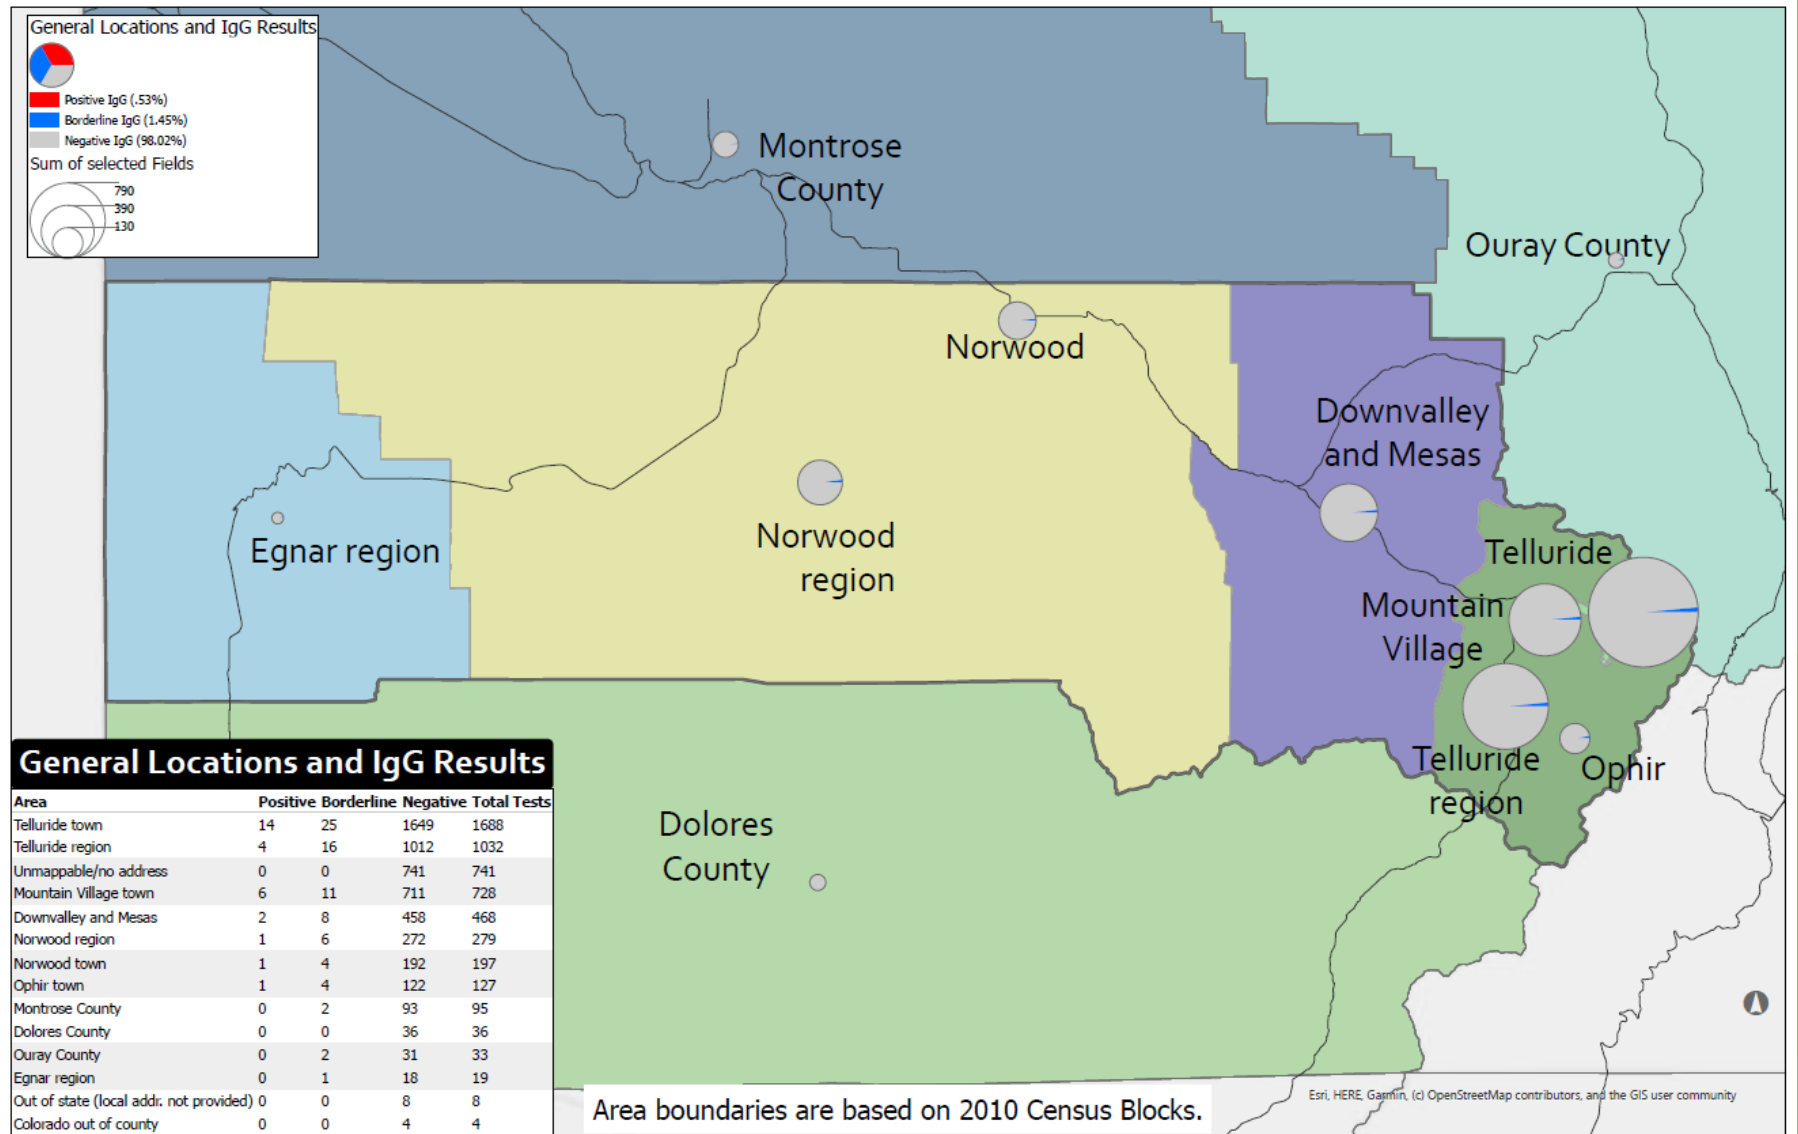 General Locations and IgG Results
Positive IgG (.53%)
Borderline IgG (1.45%)
Negative IgG (98.02%)
Sum of selected Fields
790
390
130
Montrose
County
Ouray County
Norwood
Downvalley
and Mesas
Norwood
region
Egnar region
Telluride
Mountain
Village
Telluride
region
Ophir
Dolores
County
General Locations and IgG Results
Area Positive Borderline Negative Total Tests
Telluride town 14 25 1649 1688
Telluride region 4 16 1012 1032
Unmappable/no address 0 0 741 741
Mountain Village town 6 11 711 728
Downvalley and Mesas 2 8 458 468
Norwood region 1 6 272 279
Norwood town 1 4 192 197
Ophir town 1 4 122 127
Montrose County 0 2 93 95
Dolores County 0 0 36 36
Ouray County 0 2 31 33
Egnar region 0 1 18 19
Out of state (local addr. not provided) 0 0 8 8
Colorado out of county 0 0 4 4
Area boundaries are based on 2010 Census Blocks.
Esri, HERE, Garmin, (c) OpenStreetMap contributors, and the GIS user community